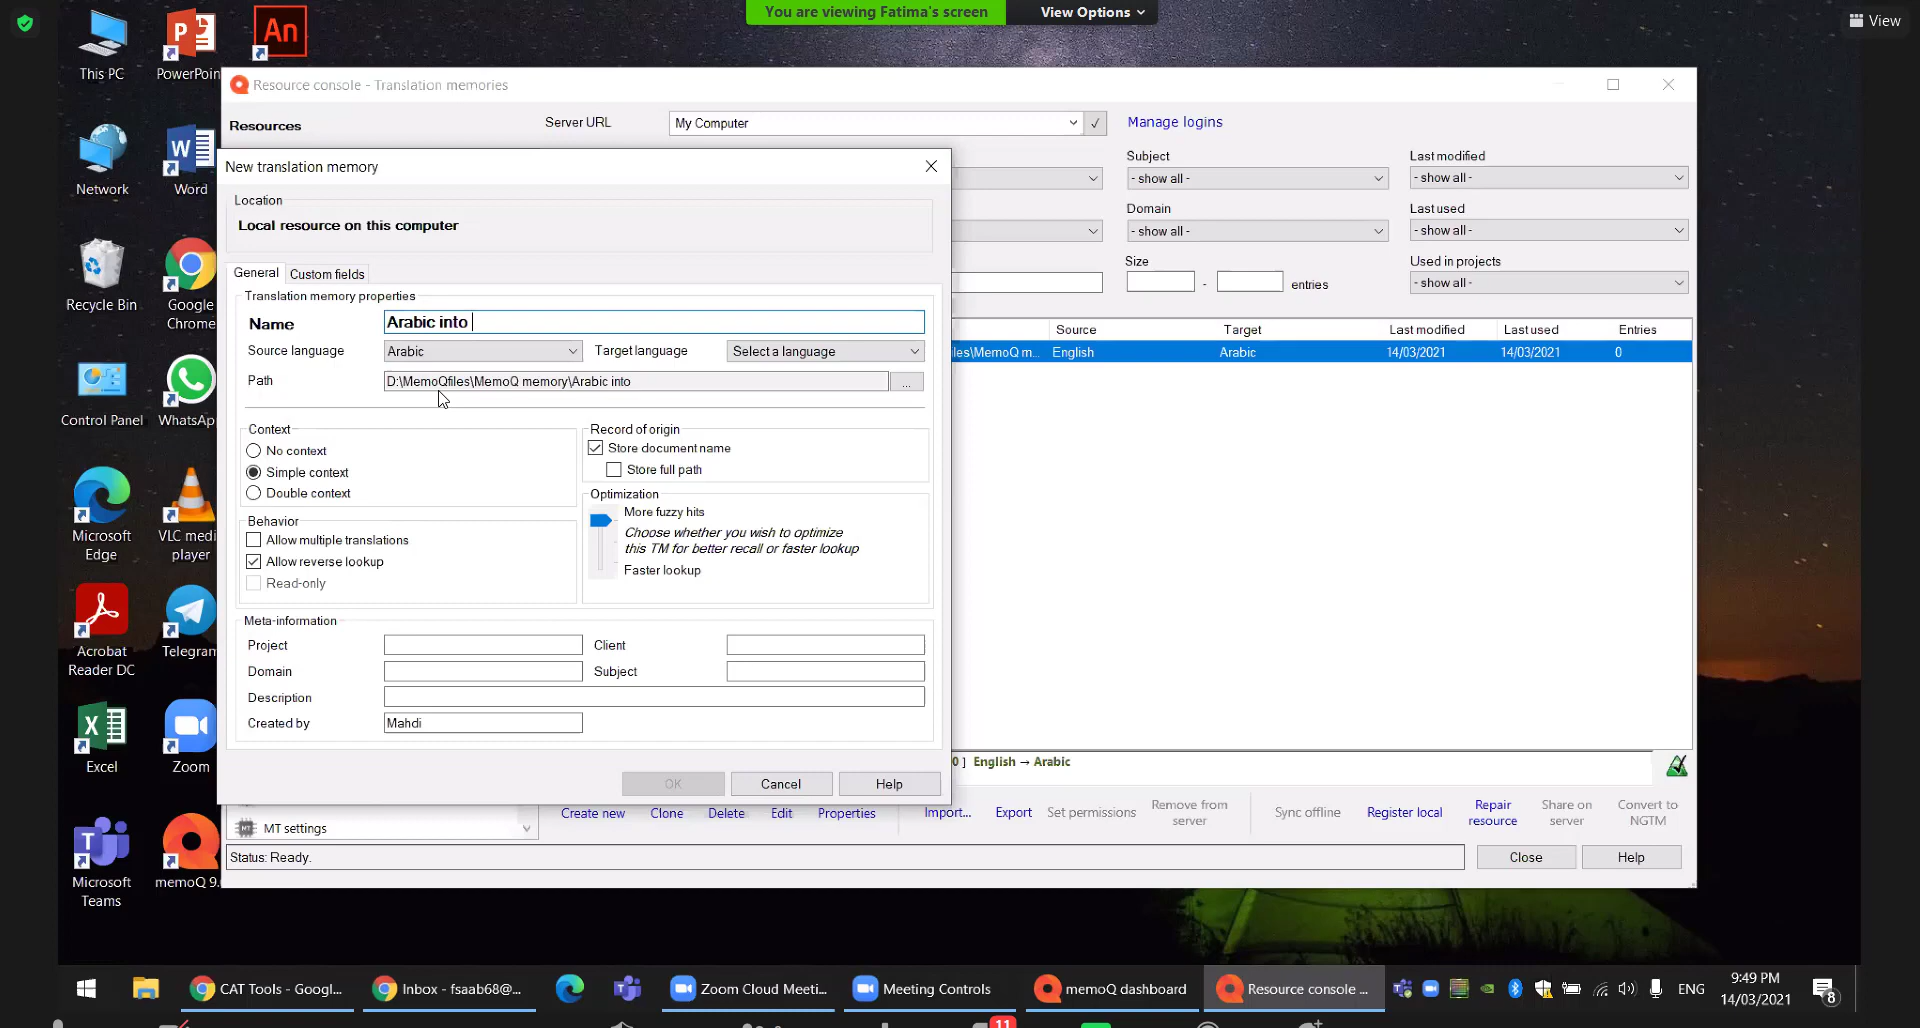 You are viewing Fatima's screen
View Options
View
This PC
PowerPoin
An
Network
Word
Recycle Bin
Google
Chrome
Control Panel
WhatsApp
Microsoft
Edge
VLC medi
player
Acrobat
Reader DC
Telegram
Excel
Zoom
Microsoft
Teams
memoQ 9.
Resource console - Translation memories
Resources
Server URL
My Computer
Manage logins
Subject
- show all -
Last modified
- show all -
Domain
- show all -
Last used
- show all -
Size
-
entries
Used in projects
- show all -
Source
Target
Last modified
Last used
Entries
iles\MemoQ m...
English
Arabic
14/03/2021
14/03/2021
0
New translation memory
Location
Local resource on this computer
General
Custom fields
Translation memory properties
Name
Arabic into
Source language
Arabic
Target language
Select a language
Path
D:\MemoQfiles\MemoQ memory\Arabic into
...
Context
No context
Simple context
Double context
Record of origin
Store document name
Store full path
Behavior
Allow multiple translations
Allow reverse lookup
Read-only
Optimization
More fuzzy hits
Choose whether you wish to optimize
this TM for better recall or faster lookup
Faster lookup
Meta-information
Project
Client
Domain
Subject
Description
Created by
Mahdi
OK
Cancel
Help
0 ] English → Arabic
MT settings
Create new
Clone
Delete
Edit
Properties
Import...
Export
Set permissions
Remove from
server
Sync offline
Register local
Repair
resource
Share on
server
Convert to
NGTM
Status: Ready.
Close
Help
CAT Tools - Googl...
Inbox - fsaab68@...
Zoom Cloud Meeti...
Meeting Controls
memoQ dashboard
Resource console ...
ENG
9:49 PM
14/03/2021
8
11